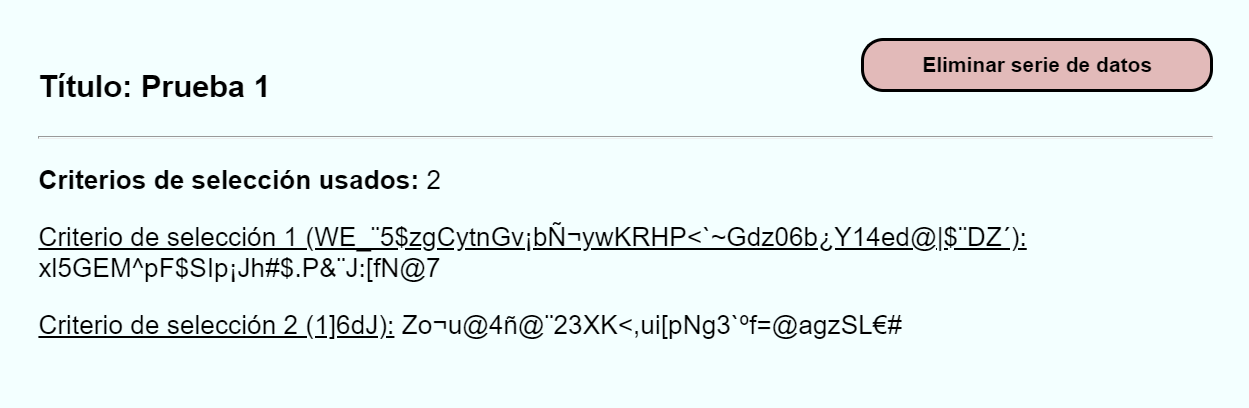 Eliminar serie de datos
Título: Prueba 1
Criterios de selección usados: 2
Criterio de selección 1 (WE_¨5$zgCytnGv¡bÑ¬ywKRHP<`~Gdz06b¿Y14ed@|$¨DZ´):
xl5GEM^pF$SIp¡Jh#$.P&¨J:[fN@7
Criterio de selección 2 (1]6dJ): Zo¬u@4ñ@¨23XK<,ui[pNg3`ºf=@agzSL€#